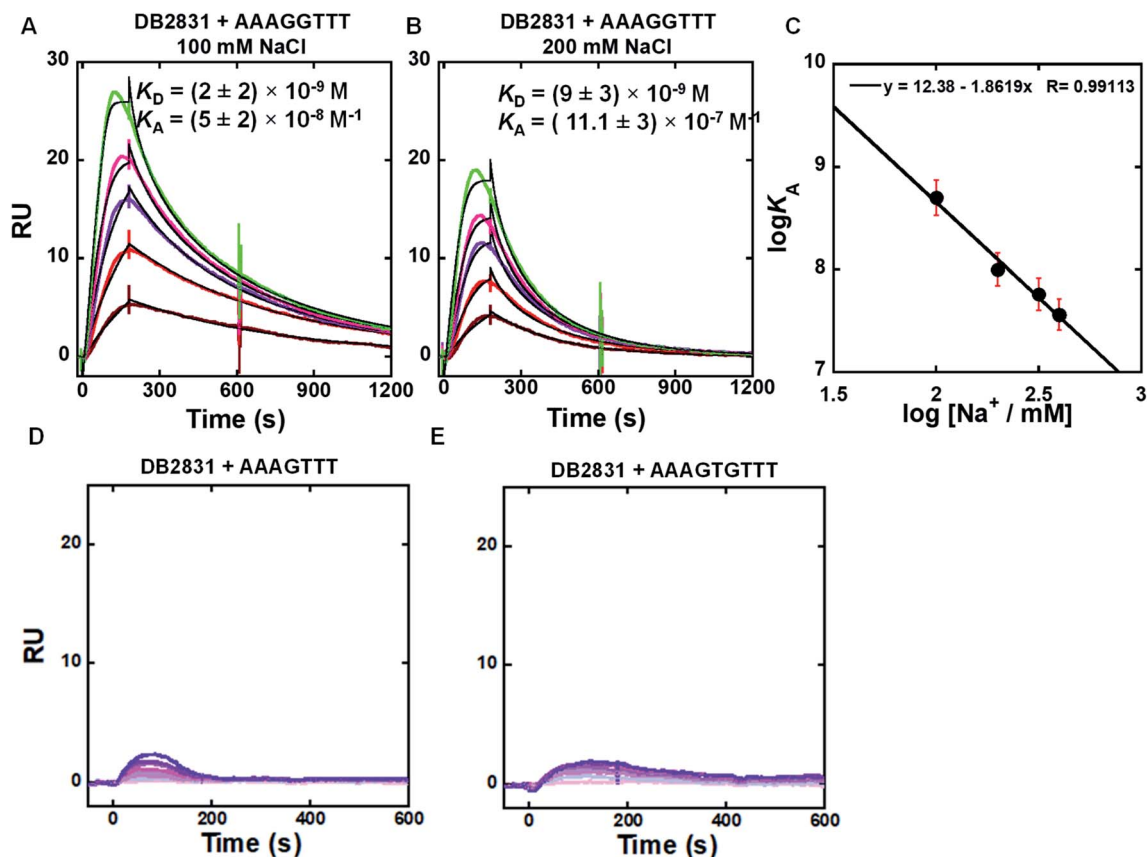 A
DB2831 + AAAGGTTT
100 mM NaCl
K_D = (2 ± 2) × 10⁻⁹ M
K_A = (5 ± 2) × 10⁻⁸ M⁻¹
RU
30
20
10
0
0 300 600 900 1200
Time (s)
B
DB2831 + AAAGGTTT
200 mM NaCl
K_D = (9 ± 3) × 10⁻⁹ M
K_A = ( 11.1 ± 3) × 10⁻⁷ M⁻¹
0 300 600 900 1200
Time (s)
C
y = 12.38 - 1.8619x R= 0.99113
logK_A
10
9
8
7
1.5 2 2.5 3
log [Na⁺ / mM]
D
DB2831 + AAAGTTT
RU
20
10
0
0 200 400 600
Time (s)
E
DB2831 + AAAGTGTTT
20
10
0
0 200 400 600
Time (s)